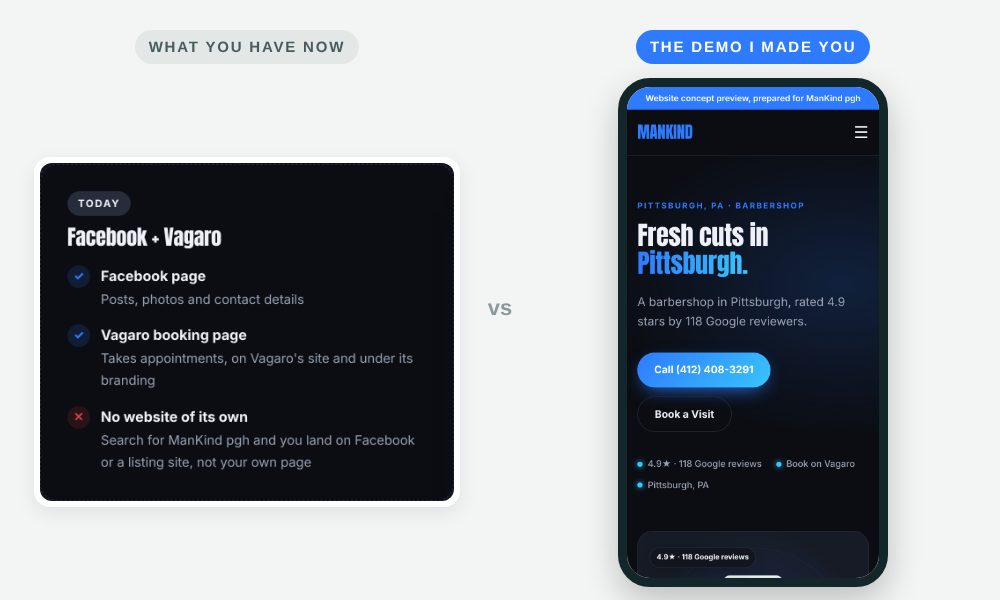 WHAT YOU HAVE NOW
TODAY
Facebook + Vagaro
Facebook page
Posts, photos and contact details
Vagaro booking page
Takes appointments, on Vagaro's site and under its
branding
No website of its own
Search for ManKind pgh and you land on Facebook
or a listing site, not your own page
vs
THE DEMO I MADE YOU
Website concept preview, prepared for ManKind pgh
MANKIND
PITTSBURGH, PA · BARBERSHOP
Fresh cuts in
Pittsburgh.
A barbershop in Pittsburgh, rated 4.9
stars by 118 Google reviewers.
Call (412) 408-3291
Book a Visit
4.9★ · 118 Google reviews
Book on Vagaro
Pittsburgh, PA
4.9★ · 118 Google reviews